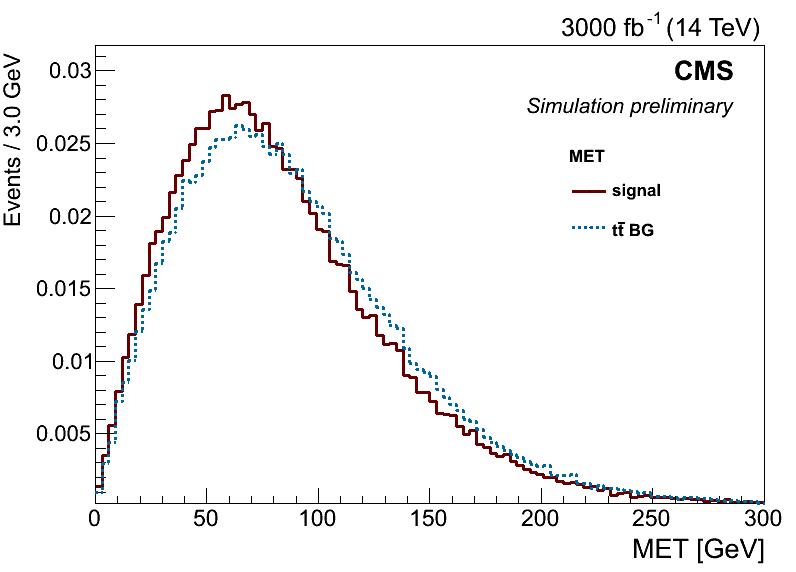 3000 fb-1 (14 TeV)
Events / 3.0 GeV
CMS
Simulation preliminary
MET
signal
tt̄ BG
0.03
0.025
0.02
0.015
0.01
0.005
0 50 100 150 200 250 300
MET [GeV]